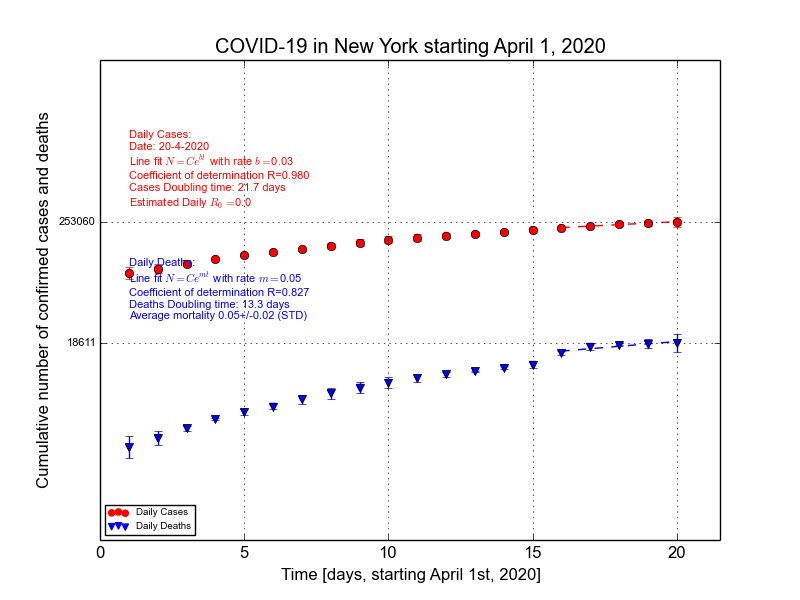 COVID-19 in New York starting April 1, 2020
Cumulative number of confirmed cases and deaths
Daily Cases:
Date: 20-4-2020
Line fit N = Ce^{bt} with rate b = 0.03
Coefficient of determination R=0.980
Cases Doubling time: 21.7 days
Estimated Daily R_0 = 0.0
253060
Daily Deaths:
Line fit N = Ce^{mt} with rate m = 0.05
Coefficient of determination R=0.827
Deaths Doubling time: 13.3 days
Average mortality 0.05+/-0.02 (STD)
18611
Daily Cases
Daily Deaths
0 5 10 15 20
Time [days, starting April 1st, 2020]